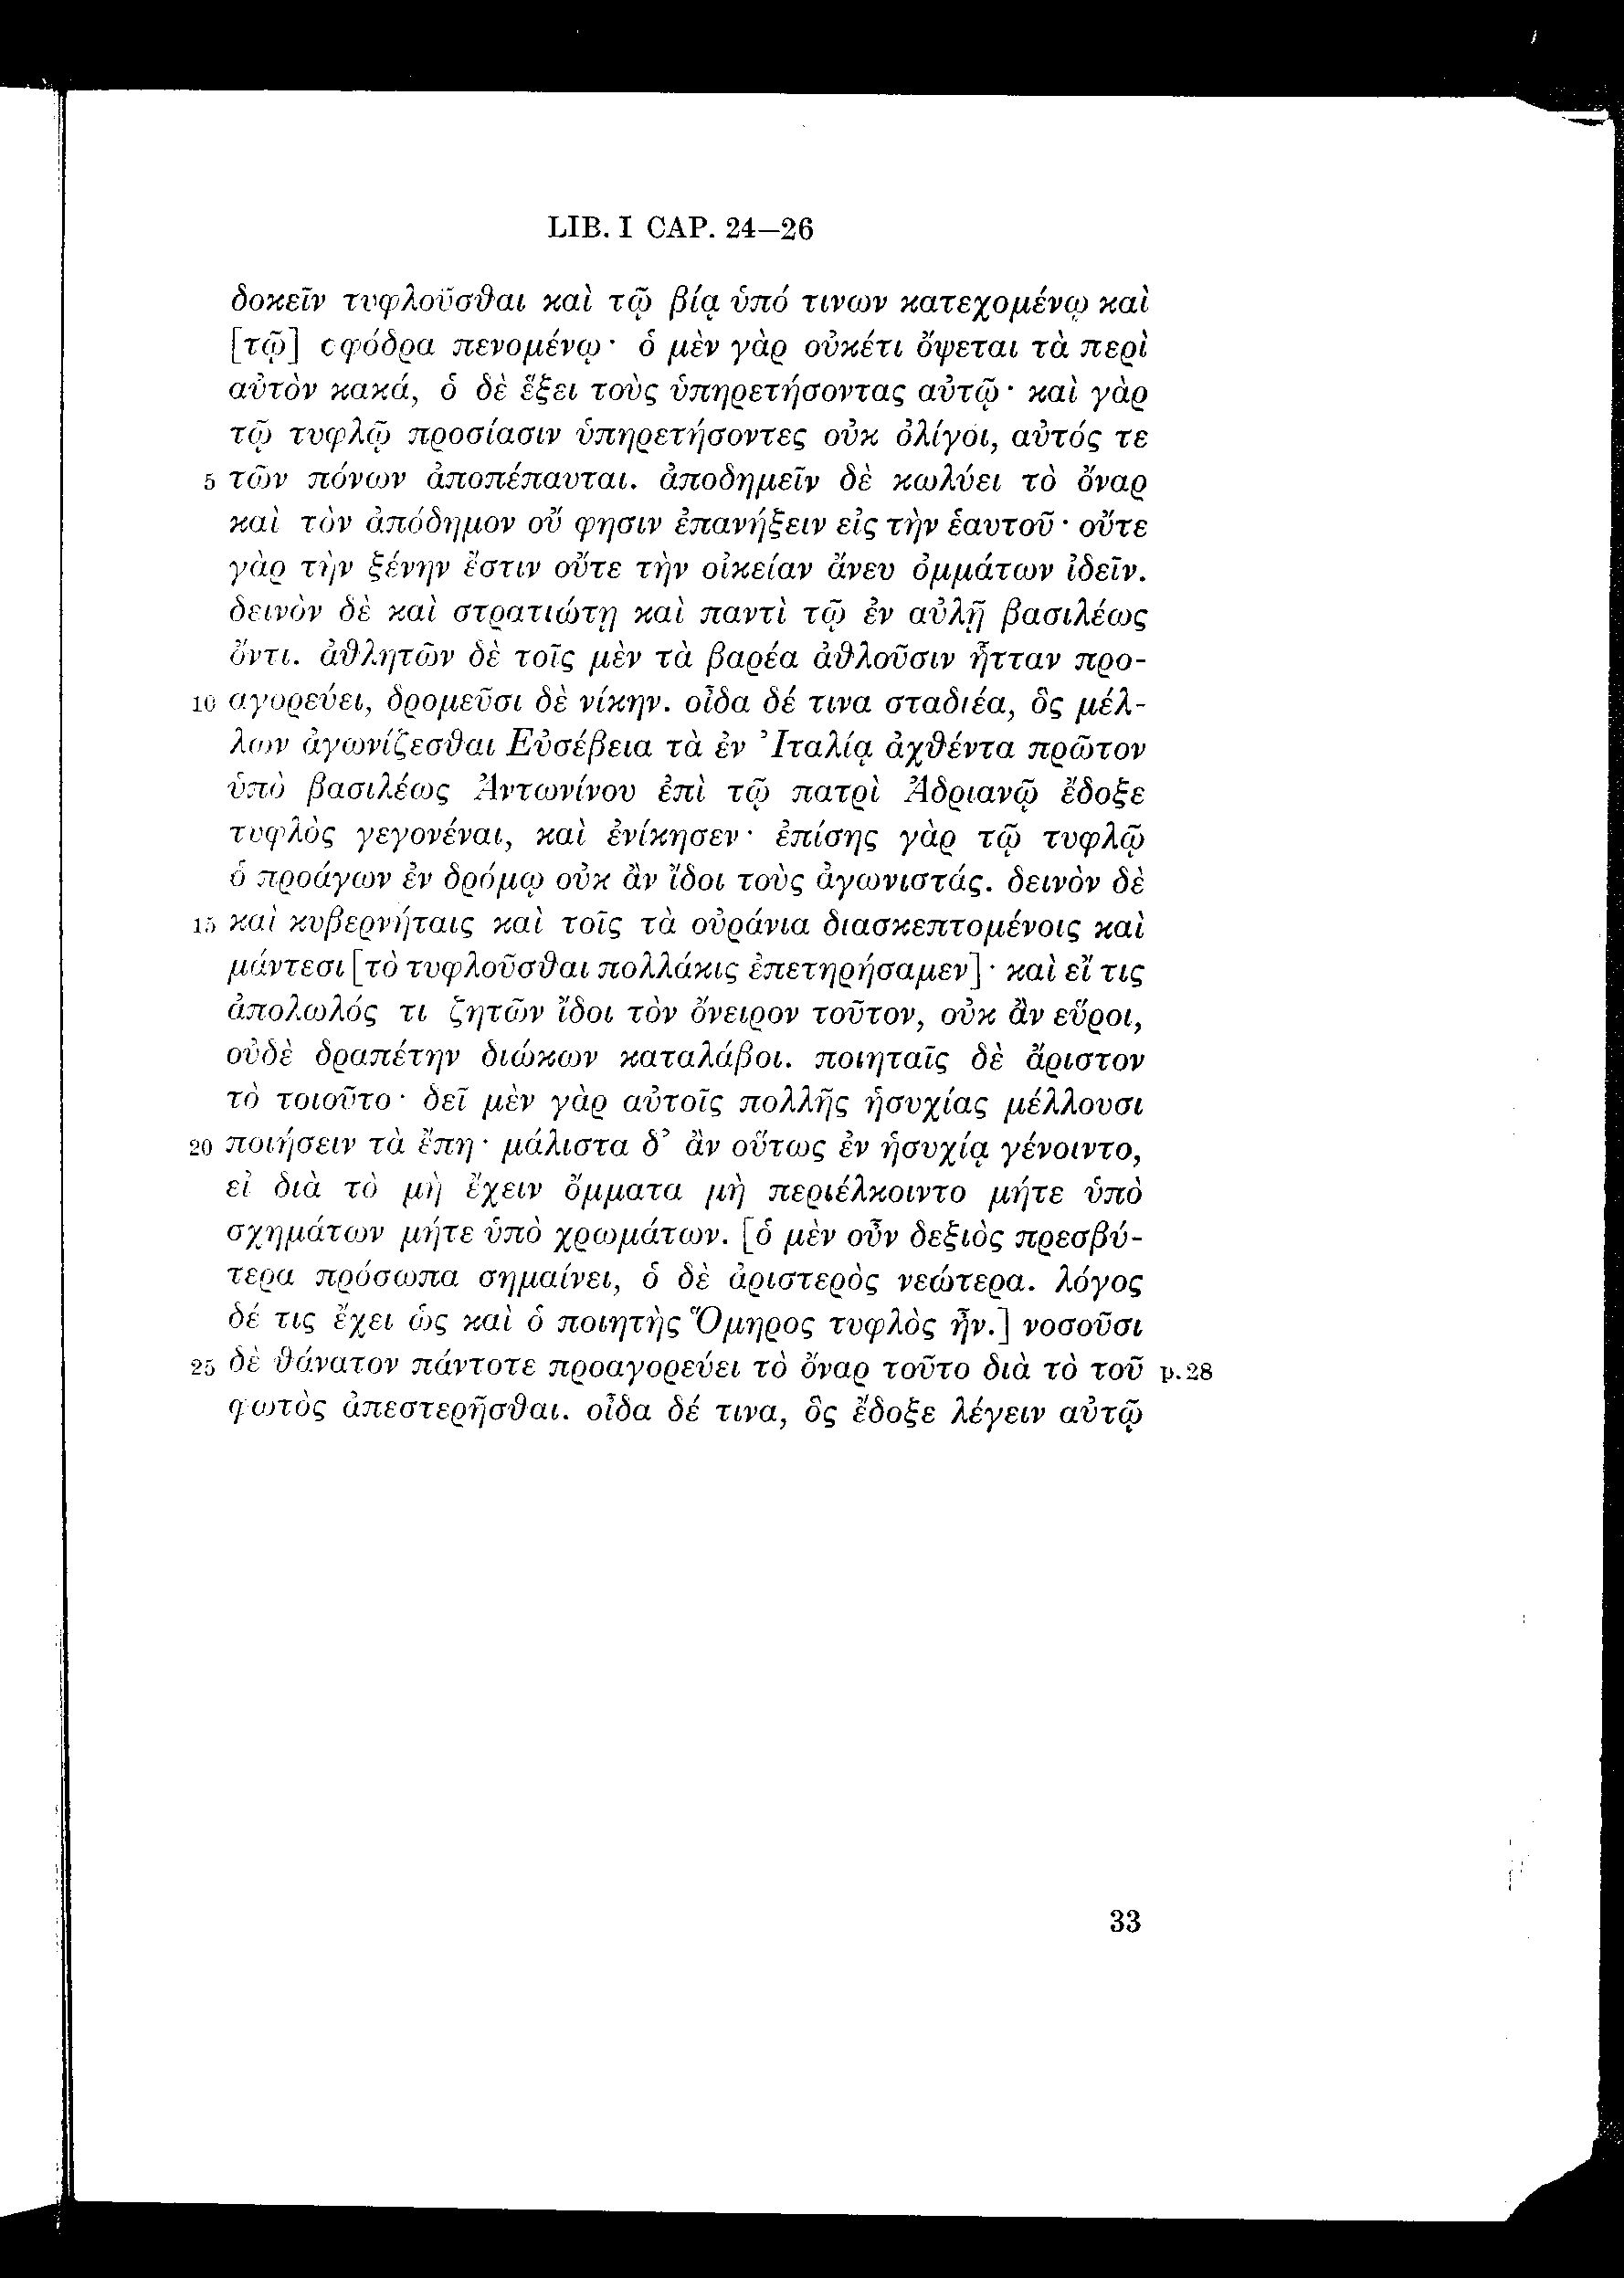 LIB. I CAP. 24–26
δοκεῖν τυφλοῦσθαι καὶ τῷ βίᾳ ὑπό τινων κατεχομένῳ καὶ
[τῷ] σφόδρα πενομένῳ· ὁ μὲν γὰρ οὐκέτι ὄψεται τὰ περὶ
αὐτὸν κακά, ὁ δὲ ἕξει τοὺς ὑπηρετήσοντας αὐτῷ· καὶ γὰρ
τῷ τυφλῷ προσίασιν ὑπηρετήσοντες οὐκ ὀλίγοι, αὐτός τε
5 τῶν πόνων ἀποπέπαυται. ἀποδημεῖν δὲ κωλύει τὸ ὄναρ
καὶ τὸν ἀπόδημον οὔ φησιν ἐπανήξειν εἰς τὴν ἑαυτοῦ· οὔτε
γὰρ τὴν ξένην ἔστιν οὔτε τὴν οἰκείαν ἄνευ ὀμμάτων ἰδεῖν.
δεινὸν δὲ καὶ στρατιώτῃ καὶ παντὶ τῷ ἐν αὐλῇ βασιλέως
ὄντι. ἀθλητῶν δὲ τοῖς μὲν τὰ βαρέα ἀθλοῦσιν ἧτταν προ-
10 αγορεύει, δρομεῦσι δὲ νίκην. οἶδα δέ τινα σταδιέα, ὃς μέλ-
λων ἀγωνίζεσθαι Εὐσέβεια τὰ ἐν Ἰταλίᾳ ἀχθέντα πρῶτον
ὑπὸ βασιλέως Ἀντωνίνου ἐπὶ τῷ πατρὶ Ἁδριανῷ ἔδοξε
τυφλὸς γεγονέναι, καὶ ἐνίκησεν· ἐπίσης γὰρ τῷ τυφλῷ
ὁ προάγων ἐν δρόμῳ οὐκ ἂν ἴδοι τοὺς ἀγωνιστάς. δεινὸν δὲ
15 καὶ κυβερνήταις καὶ τοῖς τὰ οὐράνια διασκεπτομένοις καὶ
μάντεσι [τὸ τυφλοῦσθαι πολλάκις ἐπετηρήσαμεν]· καὶ εἴ τις
ἀπολωλός τι ζητῶν ἴδοι τὸν ὄνειρον τοῦτον, οὐκ ἂν εὕροι,
οὐδὲ δραπέτην διώκων καταλάβοι. ποιηταῖς δὲ ἄριστον
τὸ τοιοῦτο· δεῖ μὲν γὰρ αὐτοῖς πολλῆς ἡσυχίας μέλλουσι
20 ποιήσειν τὰ ἔπη· μάλιστα δ’ ἂν οὕτως ἐν ἡσυχίᾳ γένοιντο,
εἰ διὰ τὸ μὴ ἔχειν ὄμματα μὴ περιέλκοιντο μήτε ὑπὸ
σχημάτων μήτε ὑπὸ χρωμάτων. [ὁ μὲν οὖν δεξιὸς πρεσβύ-
τερα πρόσωπα σημαίνει, ὁ δὲ ἀριστερὸς νεώτερα. λόγος
δέ τις ἔχει ὡς καὶ ὁ ποιητὴς Ὅμηρος τυφλὸς ἦν.] νοσοῦσι
25 δὲ θάνατον πάντοτε προαγορεύει τὸ ὄναρ τοῦτο διὰ τὸ τοῦ p. 28
φωτὸς ἀπεστερῆσθαι. οἶδα δέ τινα, ὃς ἔδοξε λέγειν αὐτῷ
33